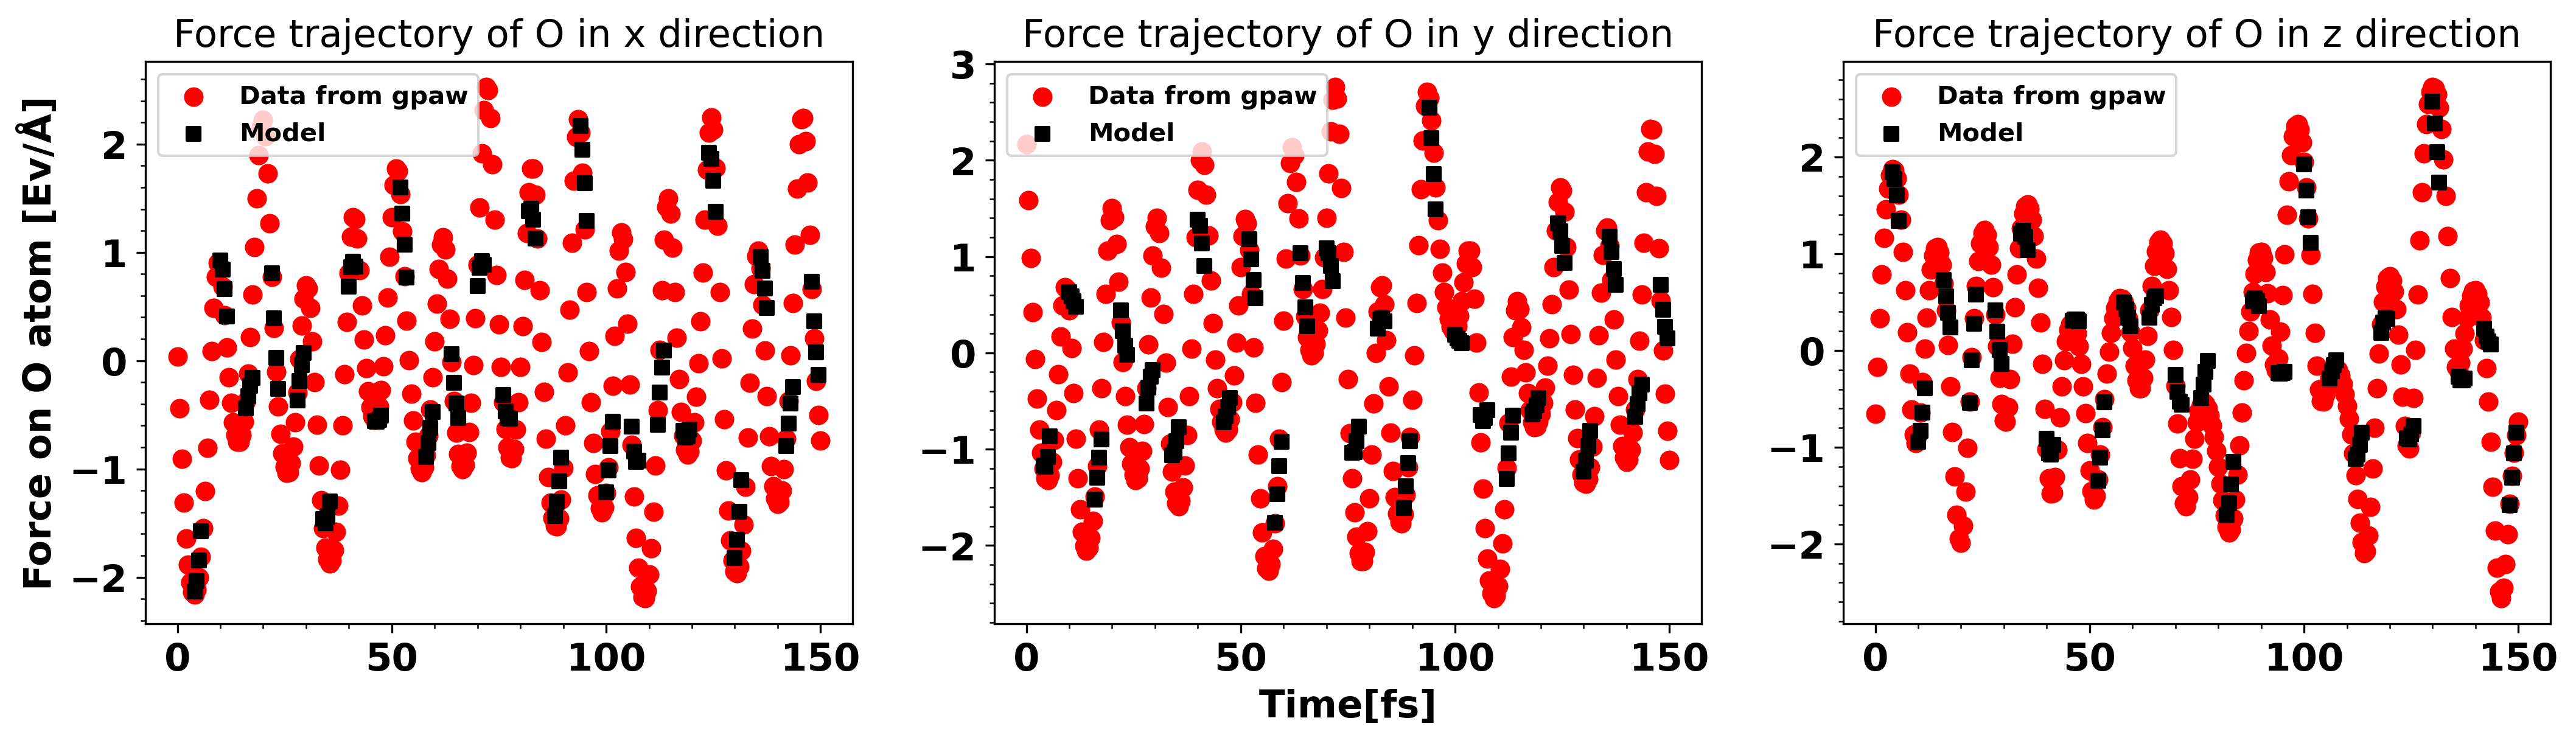 Force trajectory of O in x direction
Force on O atom [Ev/Å]
2
1
0
−1
−2
0 50 100 150
Data from gpaw
Model
Force trajectory of O in y direction
3
2
1
0
−1
−2
0 50 100 150
Data from gpaw
Model
Time[fs]
Force trajectory of O in z direction
2
1
0
−1
−2
0 50 100 150
Data from gpaw
Model